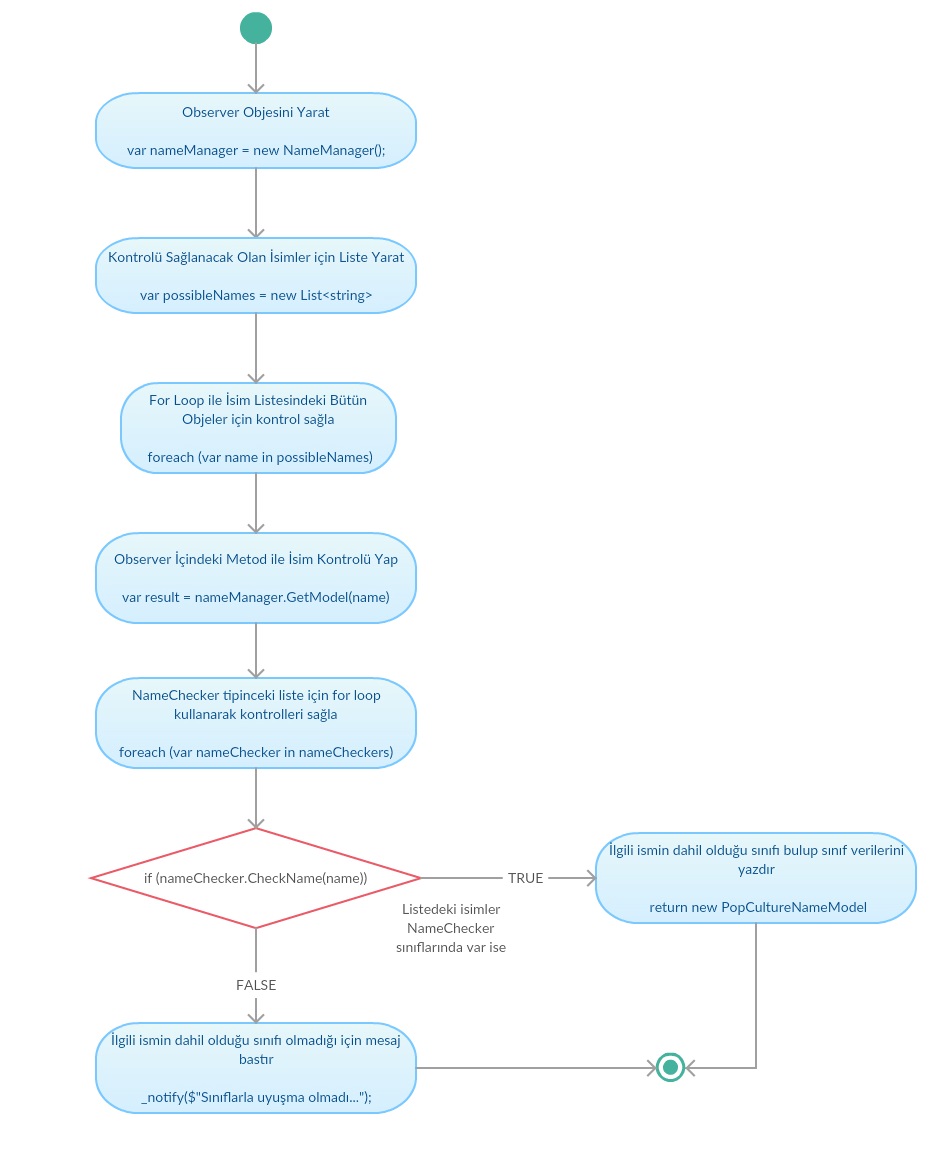 Observer Objesini Yarat
var nameManager = new NameManager();
Kontrolü Sağlanacak Olan İsimler için Liste Yarat
var possibleNames = new List<string>
For Loop ile İsim Listesindeki Bütün
Objeler için kontrol sağla
foreach (var name in possibleNames)
Observer İçindeki Metod ile İsim Kontrolü Yap
var result = nameManager.GetModel(name)
NameChecker tipinceki liste için for loop
kullanarak kontrolleri sağla
foreach (var nameChecker in nameCheckers)
if (nameChecker.CheckName(name))
TRUE
Listedeki isimler
NameChecker
sınıflarında var ise
İlgili ismin dahil olduğu sınıfı bulup sınıf verilerini
yazdır
return new PopCultureNameModel
FALSE
İlgili ismin dahil olduğu sınıfı olmadığı için mesaj
bastır
_notify($"Sınıflarla uyuşma olmadı...");